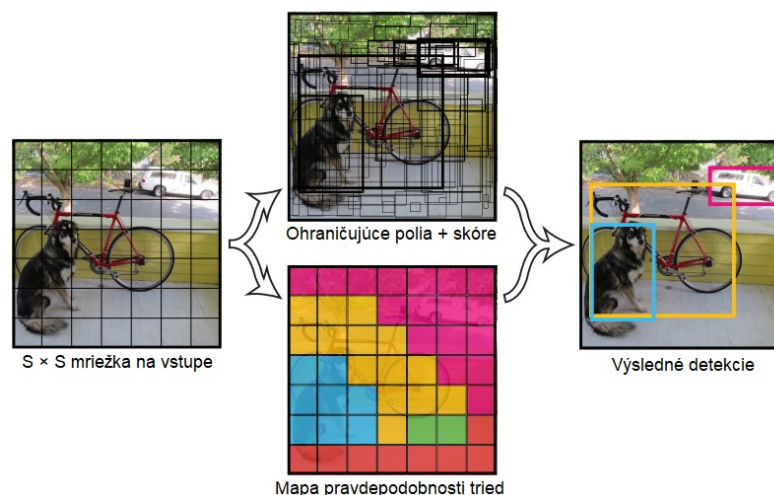 Ohraničujúce polia + skóre
S × S mriežka na vstupe
Výsledné detekcie
Mapa pravdepodobnosti tried